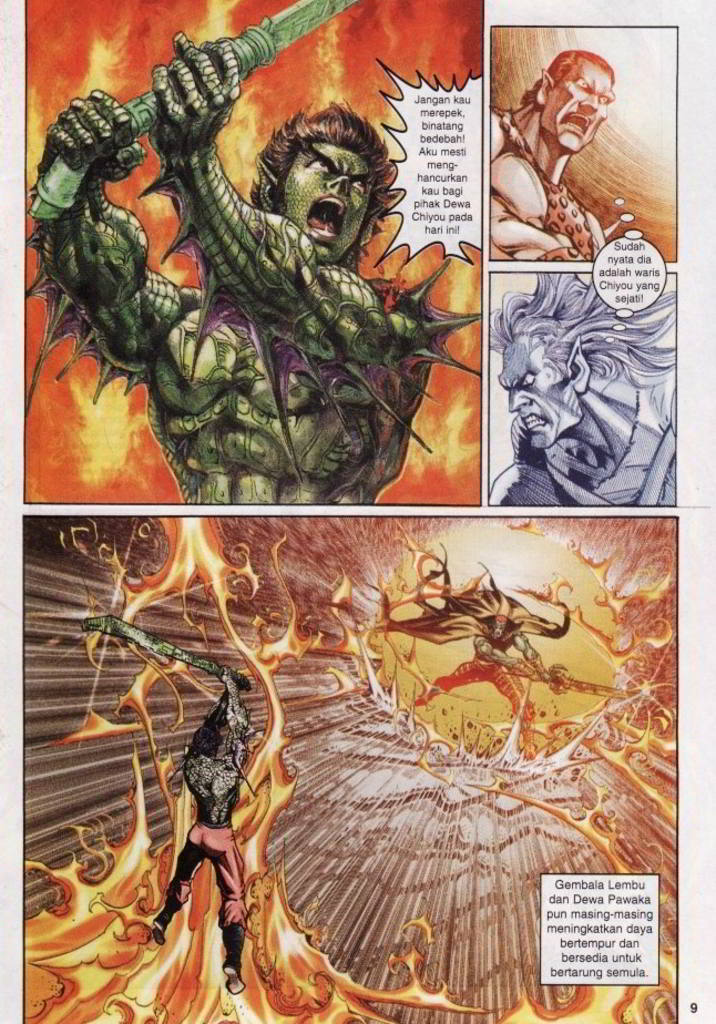 Jangan kau
merepek,
binatang
bedebah!
Aku mesti
meng-
hancurkan
kau bagi
pihak Dewa
Chiyou pada
hari ini!
Sudah
nyata dia
adalah waris
Chiyou yang
sejati!
Gembala Lembu
dan Dewa Pawaka
pun masing-masing
meningkatkan daya
bertempur dan
bersedia untuk
bertarung semula.
9